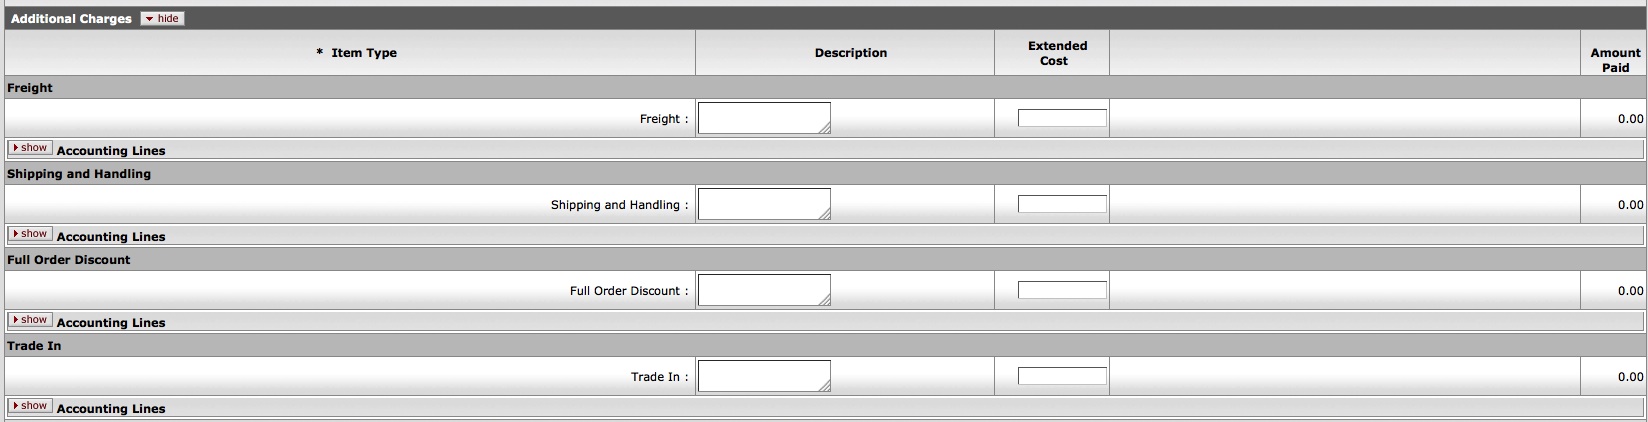 Additional Charges hide
* Item Type Description Extended Cost Amount Paid
Freight
Freight : 0.00
show Accounting Lines
Shipping and Handling
Shipping and Handling : 0.00
show Accounting Lines
Full Order Discount
Full Order Discount : 0.00
show Accounting Lines
Trade In
Trade In : 0.00
show Accounting Lines